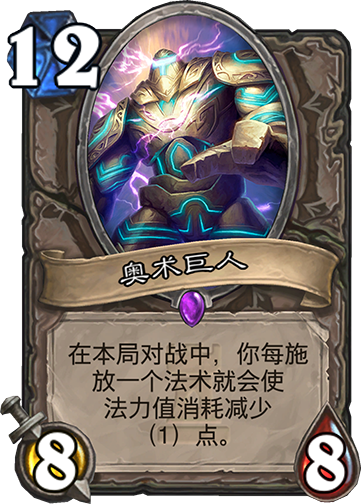 12
奥术巨人
在本局对战中，你每施
放一个法术就会使
法力值消耗减少
（1）点。
8
8